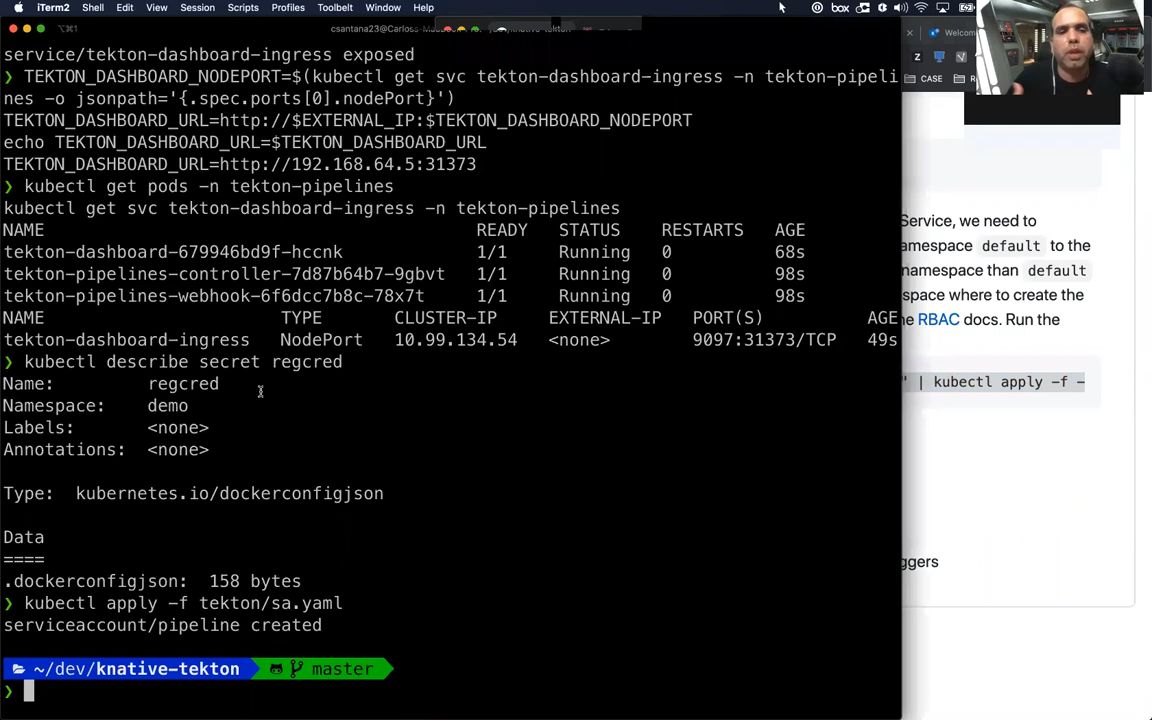 iTerm2 Shell Edit View Session Scripts Profiles Toolbelt Window Help box
⌥⌘1 csantana23@Carlos
Welcom
CASE
service/tekton-dashboard-ingress exposed
❯ TEKTON_DASHBOARD_NODEPORT=$(kubectl get svc tekton-dashboard-ingress -n tekton-pipeli
nes -o jsonpath='{.spec.ports[0].nodePort}')
TEKTON_DASHBOARD_URL=http://$EXTERNAL_IP:$TEKTON_DASHBOARD_NODEPORT
echo TEKTON_DASHBOARD_URL=$TEKTON_DASHBOARD_URL
TEKTON_DASHBOARD_URL=http://192.168.64.5:31373
❯ kubectl get pods -n tekton-pipelines
kubectl get svc tekton-dashboard-ingress -n tekton-pipelines
NAME READY STATUS RESTARTS AGE
tekton-dashboard-679946bd9f-hccnk 1/1 Running 0 68s
tekton-pipelines-controller-7d87b64b7-9gbvt 1/1 Running 0 98s
tekton-pipelines-webhook-6f6dcc7b8c-78x7t 1/1 Running 0 98s
NAME TYPE CLUSTER-IP EXTERNAL-IP PORT(S) AGE
tekton-dashboard-ingress NodePort 10.99.134.54 <none> 9097:31373/TCP 49s
❯ kubectl describe secret regcred
Name: regcred
Namespace: demo
Labels: <none>
Annotations: <none>
Type: kubernetes.io/dockerconfigjson
Data
====
.dockerconfigjson: 158 bytes
❯ kubectl apply -f tekton/sa.yaml
serviceaccount/pipeline created
~/dev/knative-tekton master
❯
Service, we need to
amespace default to the
namespace than default
space where to create the
e RBAC docs. Run the
" | kubectl apply -f -
ggers